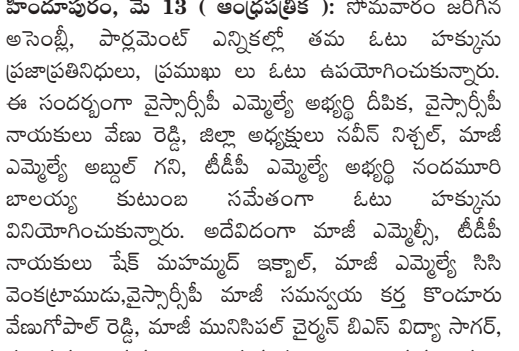 హిందూపురం, మే 13 ( ఆంధ్రపత్రిక ): సోమవారం జరిగిన
అసెంబ్లీ, పార్లమెంట్ ఎన్నికల్లో తమ ఓటు హక్కును
ప్రజాప్రతినిధులు, ప్రముఖు లు ఓటు ఉపయోగించుకున్నారు.
ఈ సందర్భంగా వైస్సార్సీపీ ఎమ్మెల్యే అభ్యర్థి దీపిక, వైస్సార్సీపీ
నాయకులు వేణు రెడ్డి, జిల్లా అధ్యక్షులు నవీన్ నిశ్చల్, మాజీ
ఎమ్మెల్యే అబ్దుల్ గని, టీడీపీ ఎమ్మెల్యే అభ్యర్థి నందమూరి
బాలయ్య కుటుంబ సమేతంగా ఓటు హక్కును
వినియోగించుకున్నారు. అదేవిదంగా మాజీ ఎమ్మెల్సీ, టీడీపీ
నాయకులు షేక్ మహమ్మద్ ఇక్బాల్, మాజీ ఎమ్మెల్యే సిసి
వెంకట్రాముడు,వైస్సార్సీపీ మాజీ సమన్వయ కర్త కొండూరు
వేణుగోపాల్ రెడ్డి, మాజీ మునిసిపల్ చైర్మన్ బిఎస్ విద్యా సాగర్,